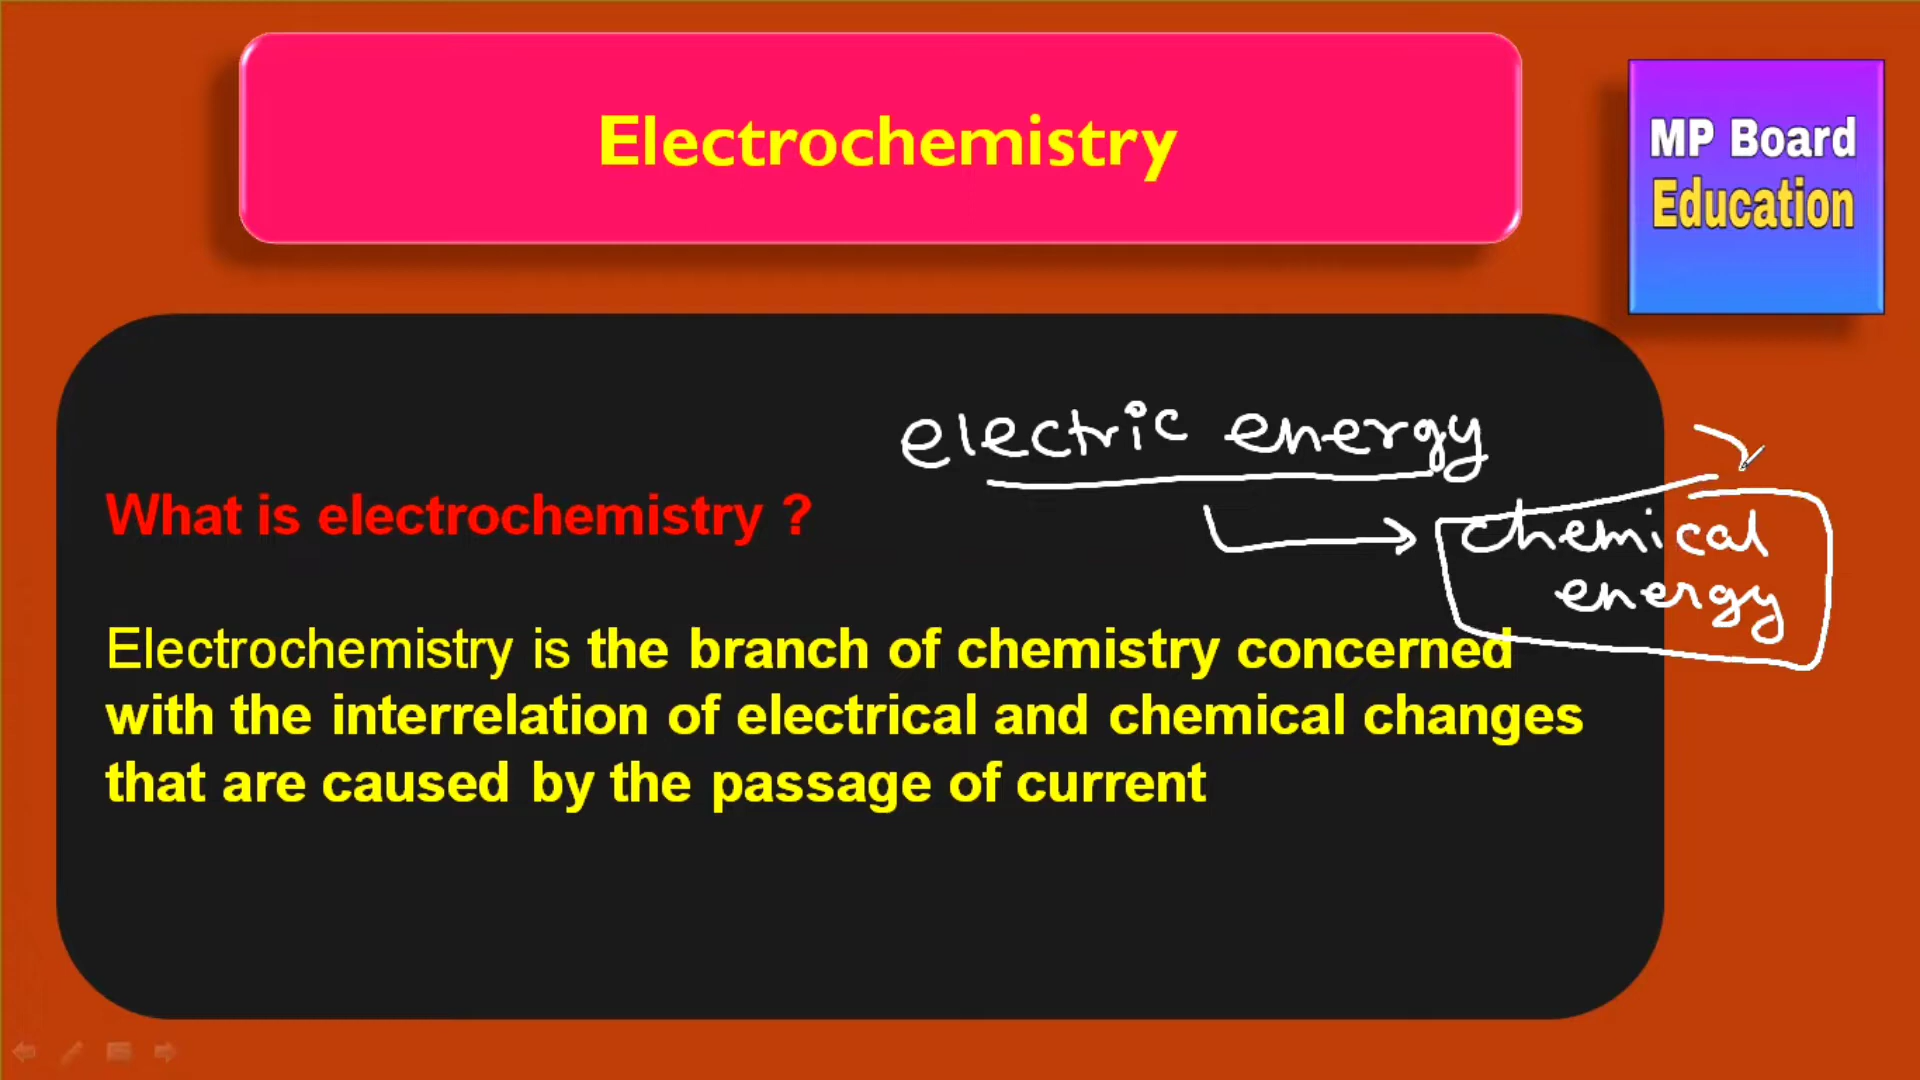 Electrochemistry
MP Board
Education
electric energy
What is electrochemistry ?
chemical
energy
Electrochemistry is the branch of chemistry concerned
with the interrelation of electrical and chemical changes
that are caused by the passage of current